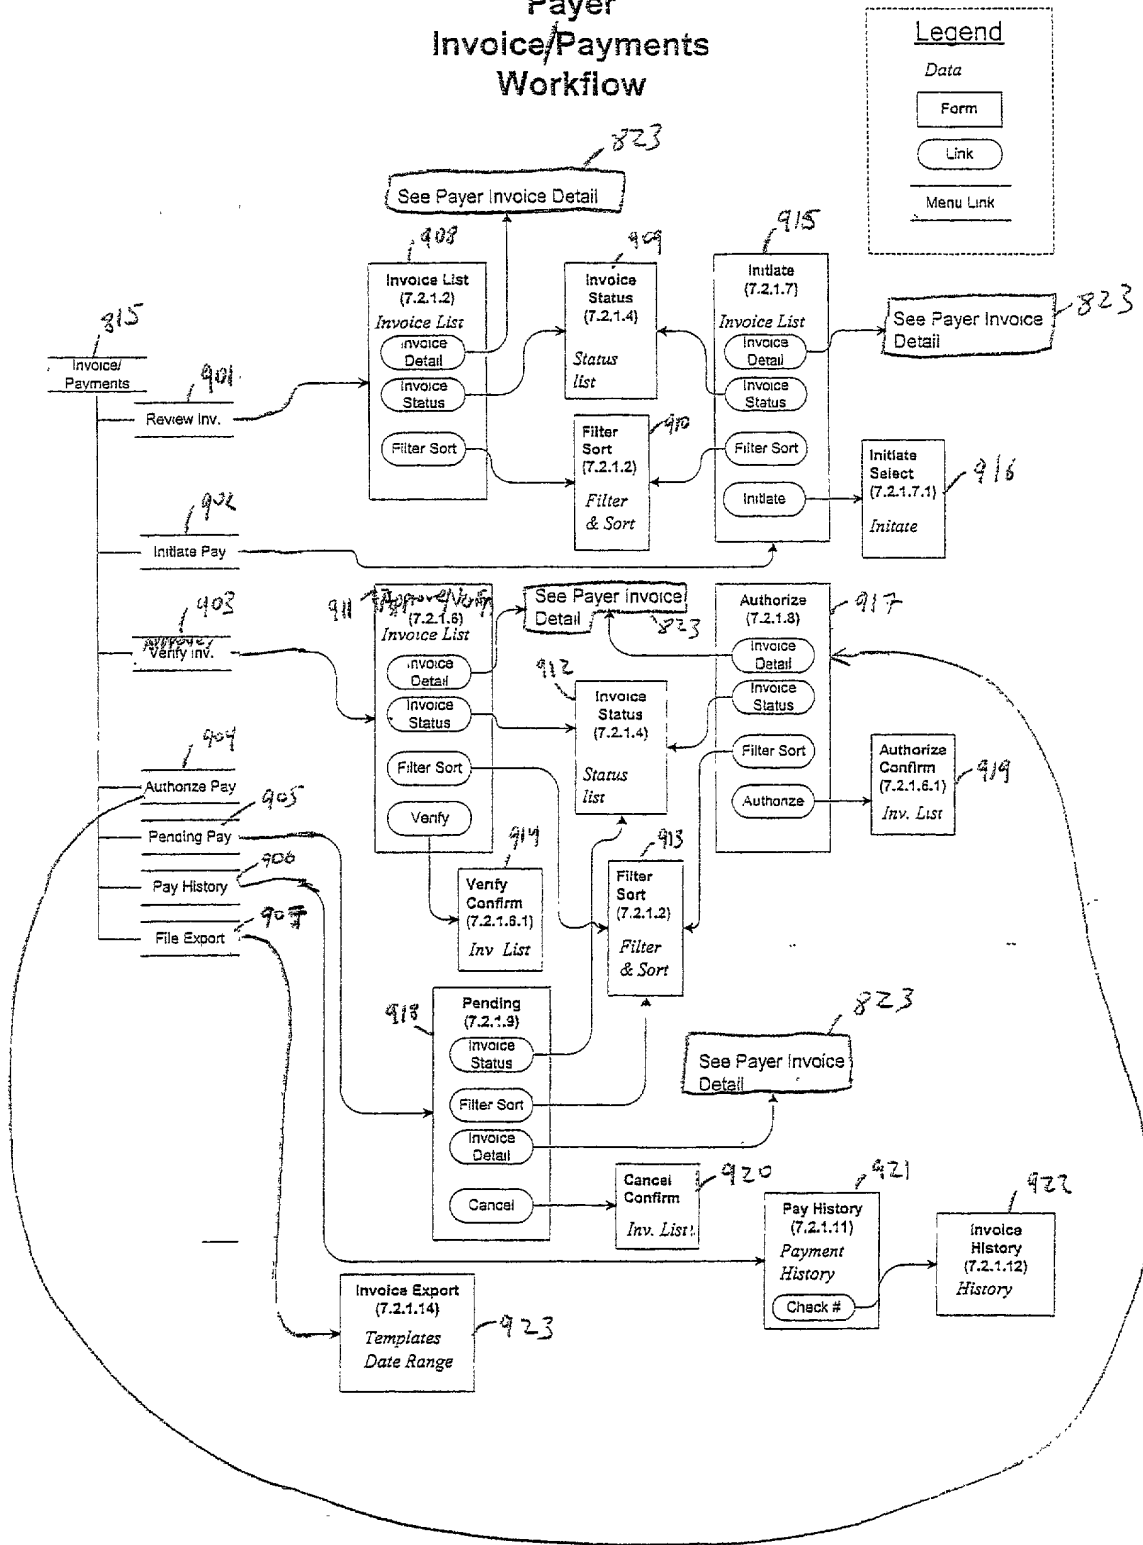 Payer
Invoice/Payments
Workflow
Legend
Data
Form
Link
Menu Link
823
See Payer Invoice Detail
908
Invoice List
(7.2.1.2)
Invoice List
Invoice
Detail
Invoice
Status
Filter Sort
909
Invoice
Status
(7.2.1.4)
Status
list
910
Filter
Sort
(7.2.1.2)
Filter
& Sort
915
Initiate
(7.2.1.7)
Invoice List
Invoice
Detail
Invoice
Status
Filter Sort
Initiate
823
See Payer Invoice
Detail
916
Initiate
Select
(7.2.1.7.1)
Initate
815
Invoice/
Payments
901
Review Inv.
902
Initiate Pay
903
Approve/
Verify Inv.
904
Authorize Pay
905
Pending Pay
906
Pay History
907
File Export
911
Approve/Verify
(7.2.1.6)
Invoice List
Invoice
Detail
Invoice
Status
Filter Sort
Verify
See Payer Invoice
Detail
823
912
Invoice
Status
(7.2.1.4)
Status
list
917
Authorize
(7.2.1.8)
Invoice
Detail
Invoice
Status
Filter Sort
Authorize
919
Authorize
Confirm
(7.2.1.6.1)
Inv. List
914
Verify
Confirm
(7.2.1.6.1)
Inv List
913
Filter
Sort
(7.2.1.2)
Filter
& Sort
918
Pending
(7.2.1.9)
Invoice
Status
Filter Sort
Invoice
Detail
Cancel
823
See Payer Invoice
Detail
920
Cancel
Confirm
Inv. List
921
Pay History
(7.2.1.11)
Payment
History
Check #
922
Invoice
History
(7.2.1.12)
History
923
Invoice Export
(7.2.1.14)
Templates
Date Range